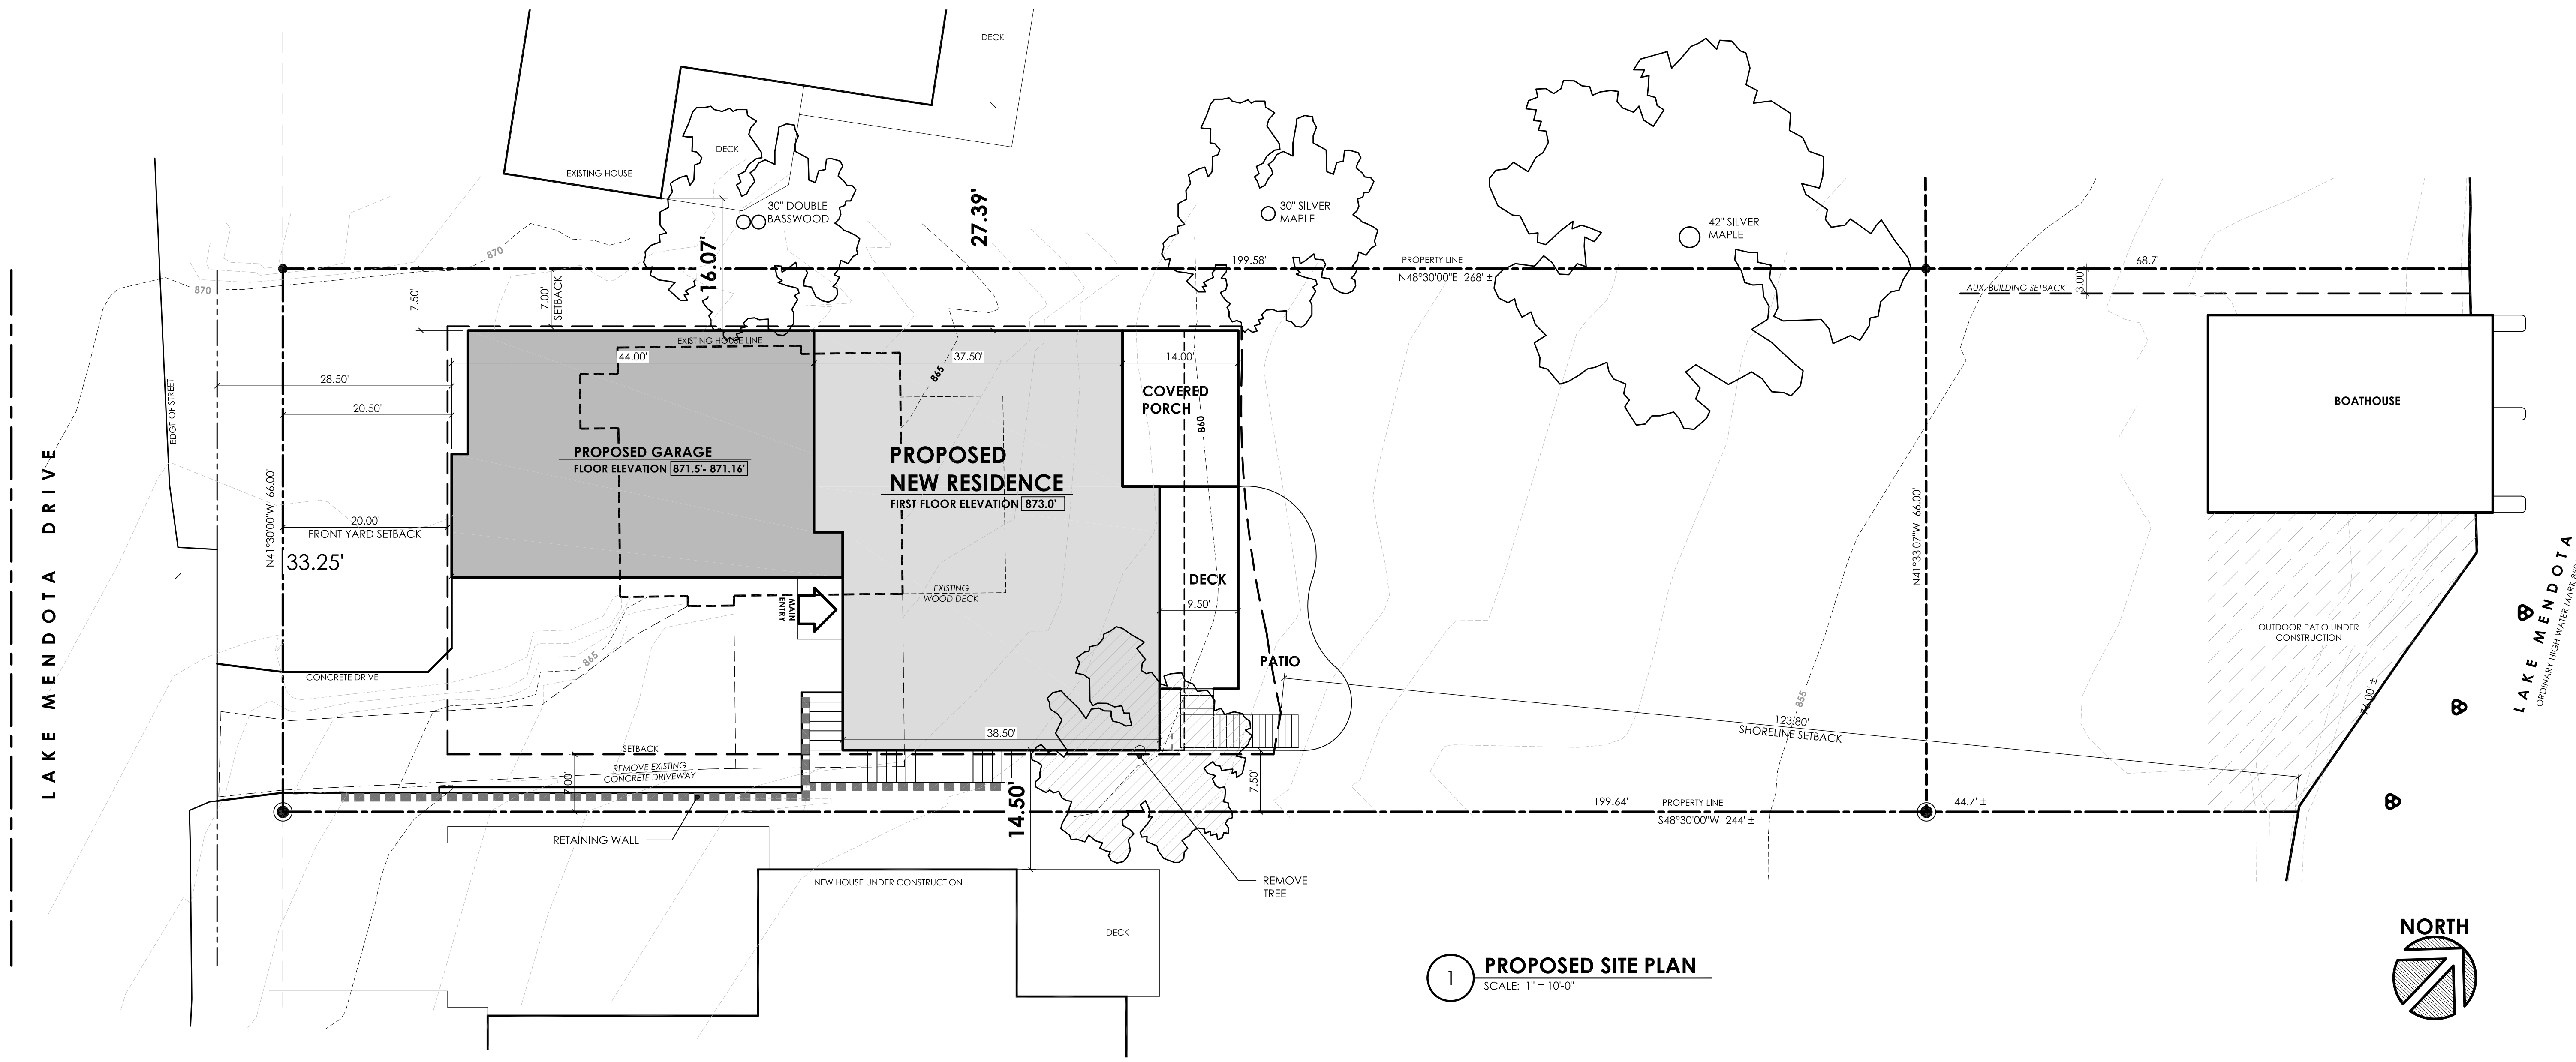 DECK
EXISTING HOUSE
DECK
30" DOUBLE
BASSWOOD
16.07'
27.39'
30" SILVER
MAPLE
42" SILVER
MAPLE
870
870
7.50'
7.00'
SETBACK
199.58'
PROPERTY LINE
N48°30'00"E 268' ±
68.7'
AUX. BUILDING SETBACK
3.00'
EXISTING HOUSE LINE
44.00'
37.50'
14.00'
865
28.50'
20.50'
EDGE OF STREET
COVERED
PORCH
860
BOATHOUSE
LAKE MENDOTA DRIVE
PROPOSED GARAGE
FLOOR ELEVATION 871.5'- 871.16'
PROPOSED
NEW RESIDENCE
FIRST FLOOR ELEVATION 873.0'
N41°30'00"W 66.00'
20.00'
FRONT YARD SETBACK
33.25'
N41°33'07"W 66.00'
DECK
9.50'
EXISTING
WOOD DECK
MAIN
ENTRY
865
PATIO
CONCRETE DRIVE
OUTDOOR PATIO UNDER
CONSTRUCTION
LAKE MENDOTA
ORDINARY HIGH WATER MARK
76.00' ±
855
123.80'
SHORELINE SETBACK
38.50'
SETBACK
REMOVE EXISTING
CONCRETE DRIVEWAY
7.00'
14.50'
7.50'
199.64'
PROPERTY LINE
S48°30'00"W 244' ±
44.7' ±
RETAINING WALL
NEW HOUSE UNDER CONSTRUCTION
REMOVE
TREE
DECK
1
PROPOSED SITE PLAN
SCALE: 1" = 10'-0"
NORTH